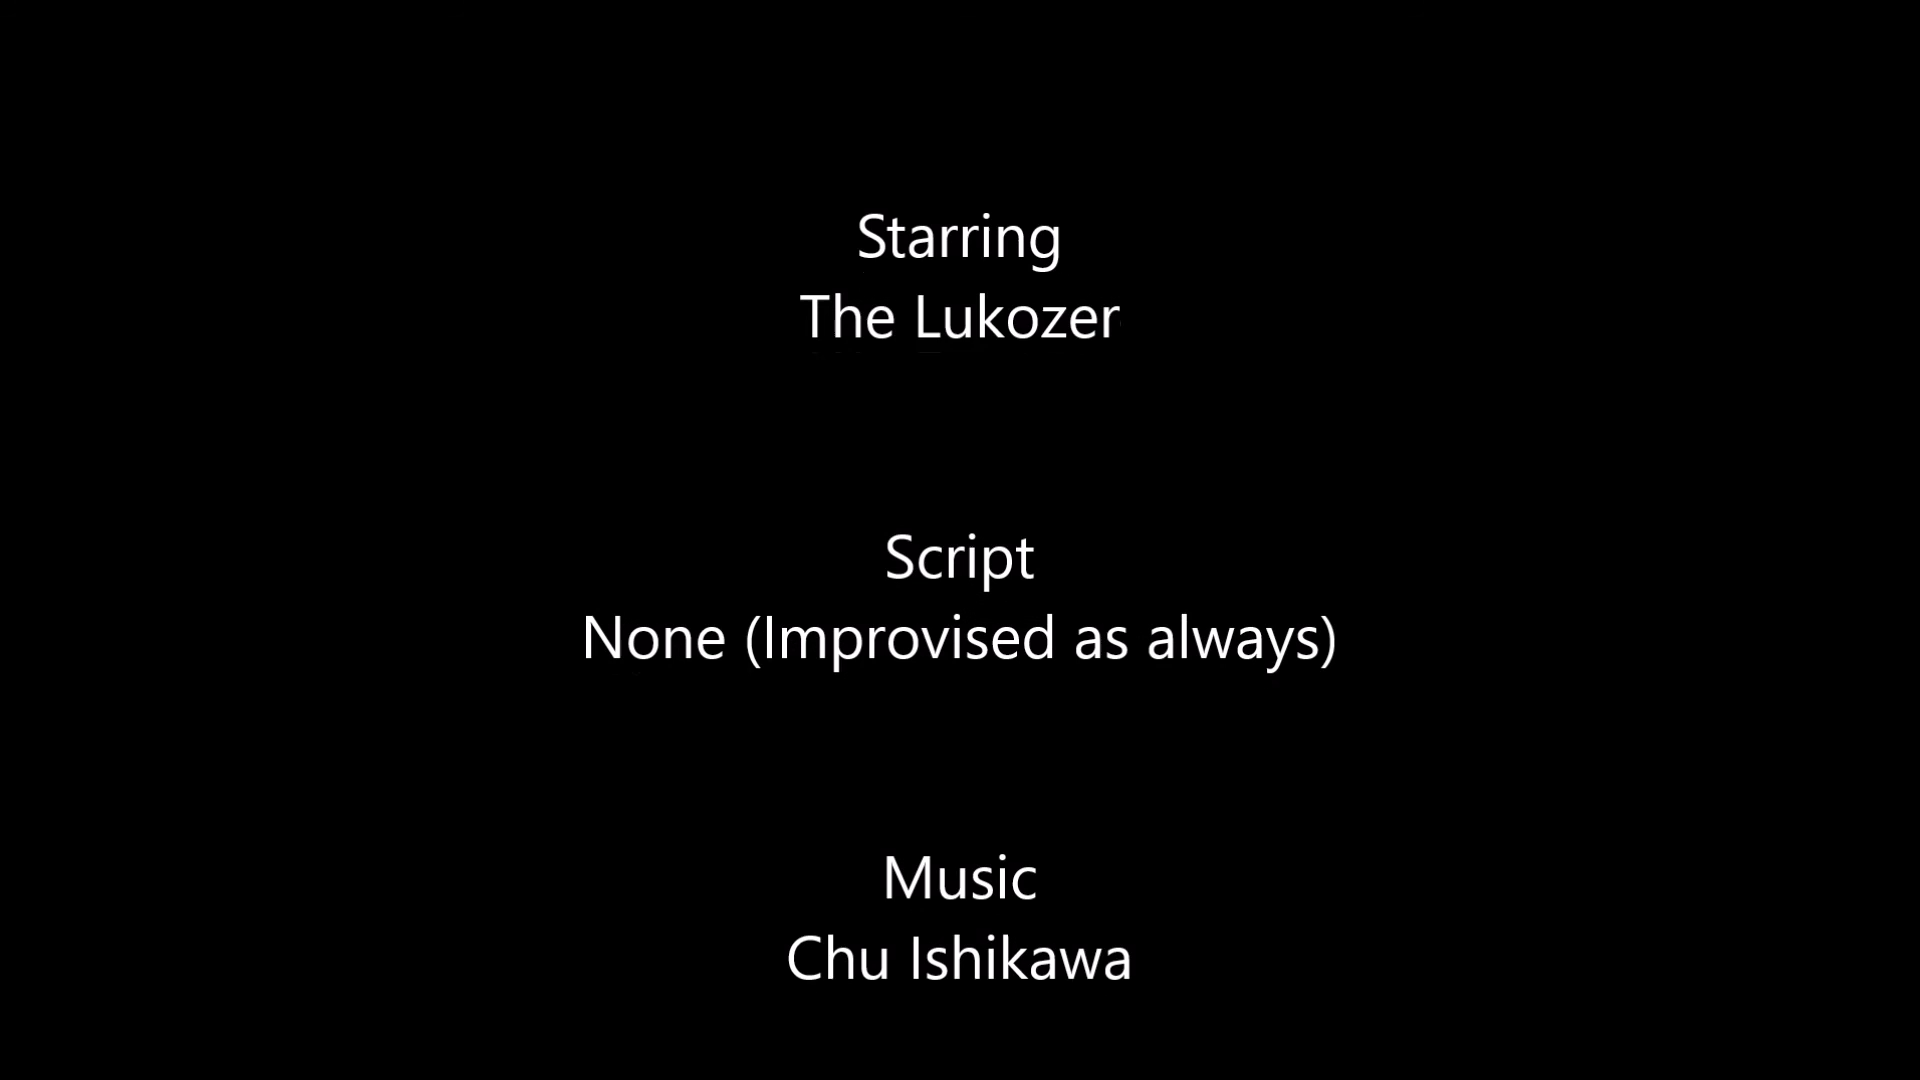 Starring
The Lukozer
Script
None (Improvised as always)
Music
Chu Ishikawa